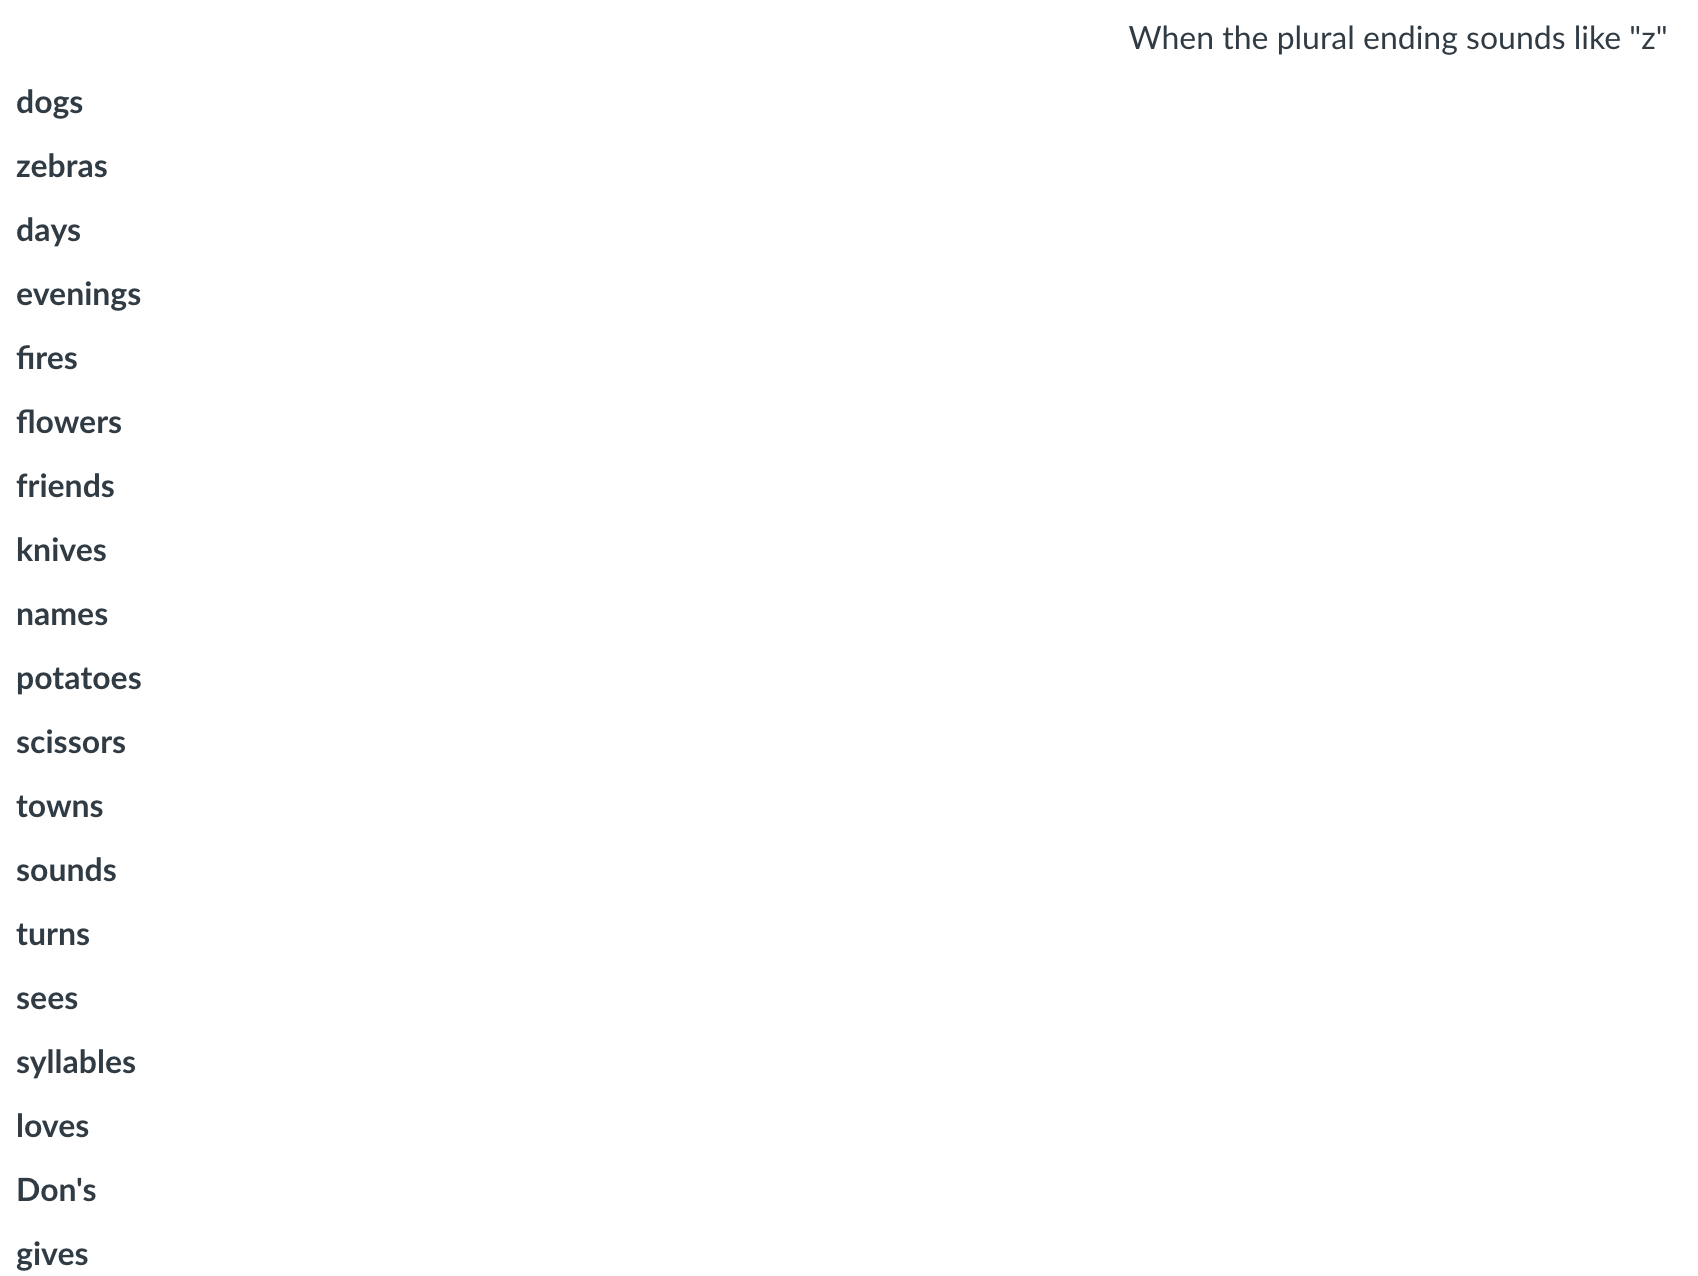 When the plural ending sounds like "z"
dogs
zebras
days
evenings
fires
flowers
friends
knives
names
potatoes
scissors
towns
sounds
turns
sees
syllables
loves
Don's
gives